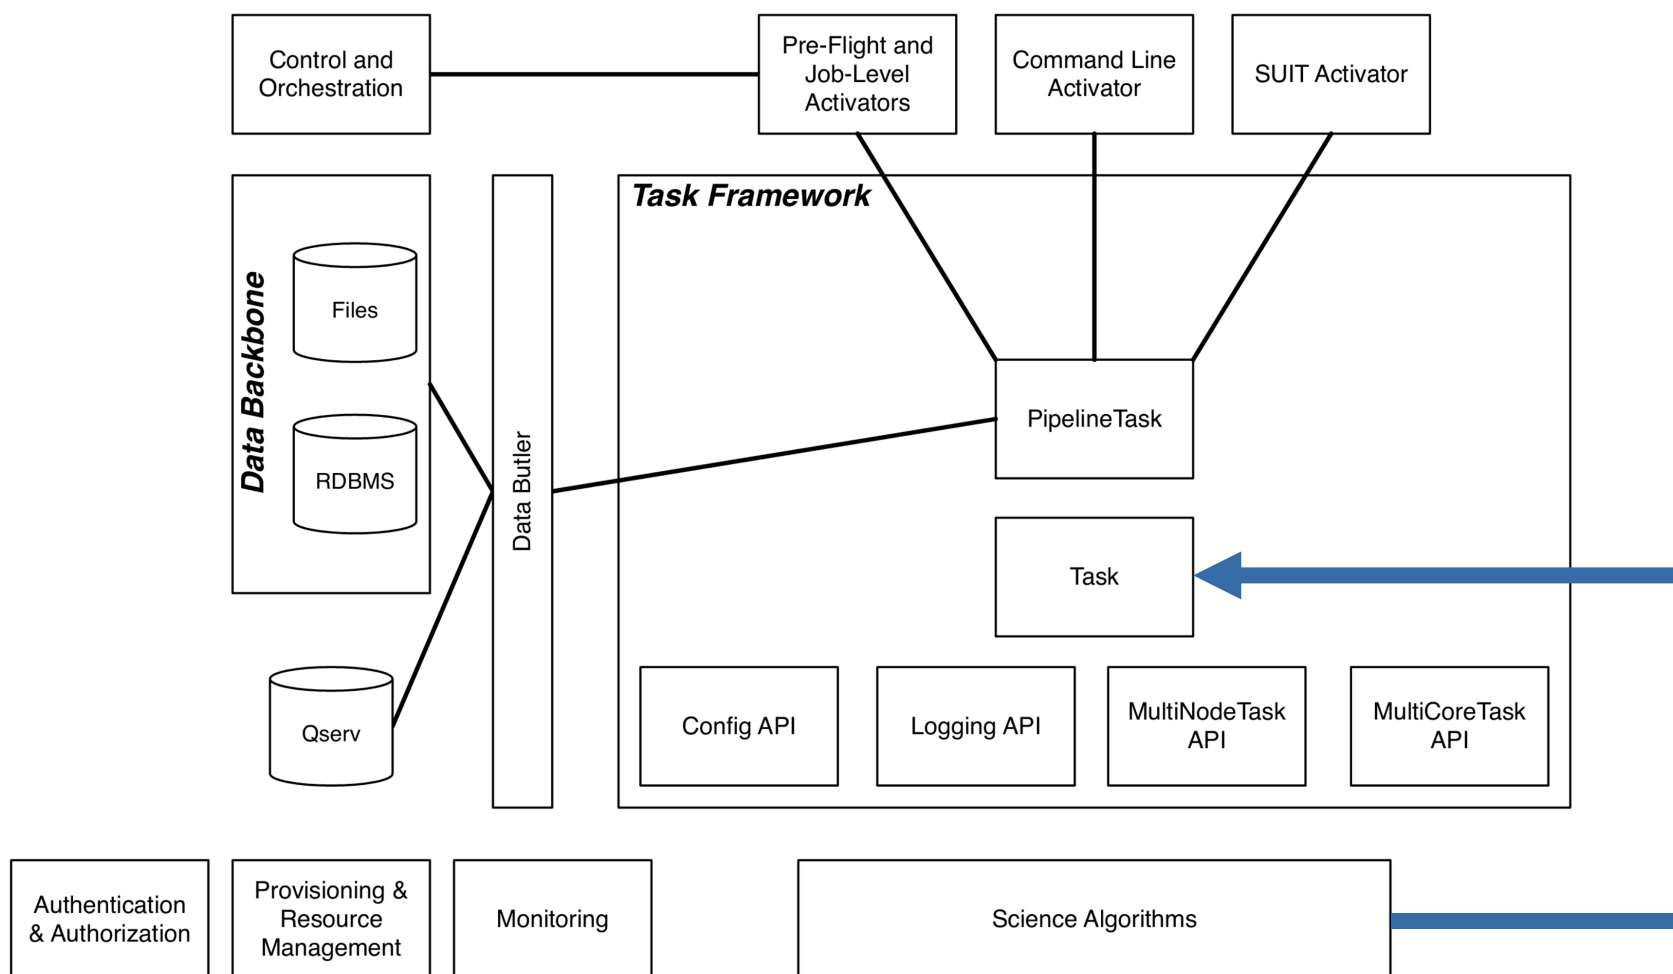 Control and
Orchestration
Pre-Flight and
Job-Level
Activators
Command Line
Activator
SUIT Activator
Task Framework
Data Backbone
Files
RDBMS
Qserv
Data Butler
PipelineTask
Task
Config API
Logging API
MultiNodeTask
API
MultiCoreTask
API
Authentication
& Authorization
Provisioning &
Resource
Management
Monitoring
Science Algorithms